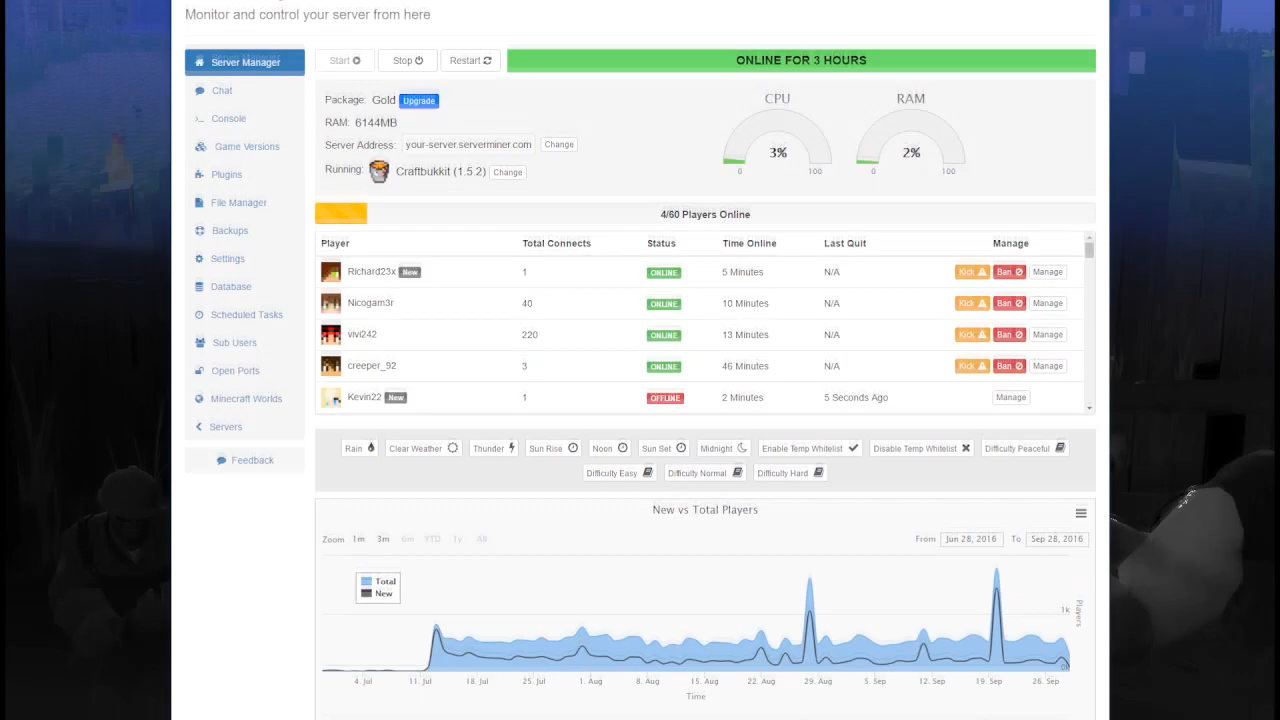 Monitor and control your server from here
Server Manager
Chat
Console
Game Versions
Plugins
File Manager
Backups
Settings
Database
Scheduled Tasks
Sub Users
Open Ports
Minecraft Worlds
Servers
Feedback
Start Stop Restart ONLINE FOR 3 HOURS
Package: Gold Upgrade
RAM: 6144MB
Server Address: your-server.serverminer.com Change
Running: Craftbukkit (1.5.2) Change
CPU RAM
3% 2%
0 100 0 100
4/60 Players Online
Player Total Connects Status Time Online Last Quit Manage
Richard23x New 1 ONLINE 5 Minutes N/A Kick Ban Manage
Nicogam3r 40 ONLINE 10 Minutes N/A Kick Ban Manage
vivi242 220 ONLINE 13 Minutes N/A Kick Ban Manage
creeper_92 3 ONLINE 46 Minutes N/A Kick Ban Manage
Kevin22 New 1 OFFLINE 2 Minutes 5 Seconds Ago Manage
Rain Clear Weather Thunder Sun Rise Noon Sun Set Midnight Enable Temp Whitelist Disable Temp Whitelist Difficulty Peaceful
Difficulty Easy Difficulty Normal Difficulty Hard
New vs Total Players
Zoom 1m 3m 6m YTD 1y All From Jun 28, 2016 To Sep 28, 2016
Total
New
1k
Players
0k
4. Jul 11. Jul 18. Jul 25. Jul 1. Aug 8. Aug 15. Aug 22. Aug 29. Aug 5. Sep 12. Sep 19. Sep 26. Sep
Time